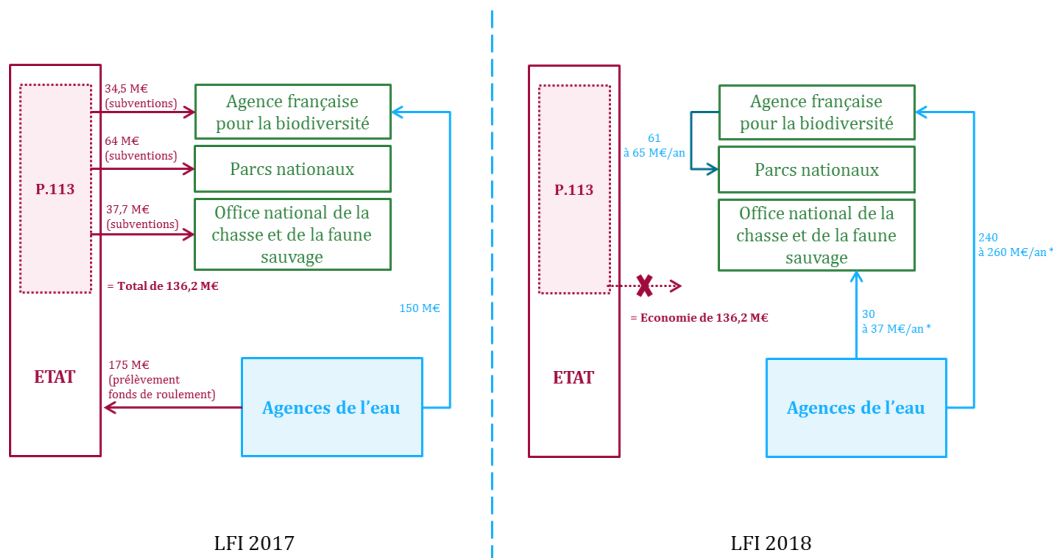 34,5 M€
(subventions)
Agence française
pour la biodiversité
64 M€
(subventions)
Parcs nationaux
P.113
37,7 M€
(subventions)
Office national de la
chasse et de la faune
sauvage
= Total de 136,2 M€
150 M€
ETAT
175 M€
(prélèvement
fonds de roulement)
Agences de l'eau
LFI 2017
Agence française
pour la biodiversité
61
à 65 M€/an
Parcs nationaux
P.113
Office national de la
chasse et de la faune
sauvage
240
à 260 M€/an *
= Economie de 136,2 M€
30
à 37 M€/an *
ETAT
Agences de l'eau
LFI 2018